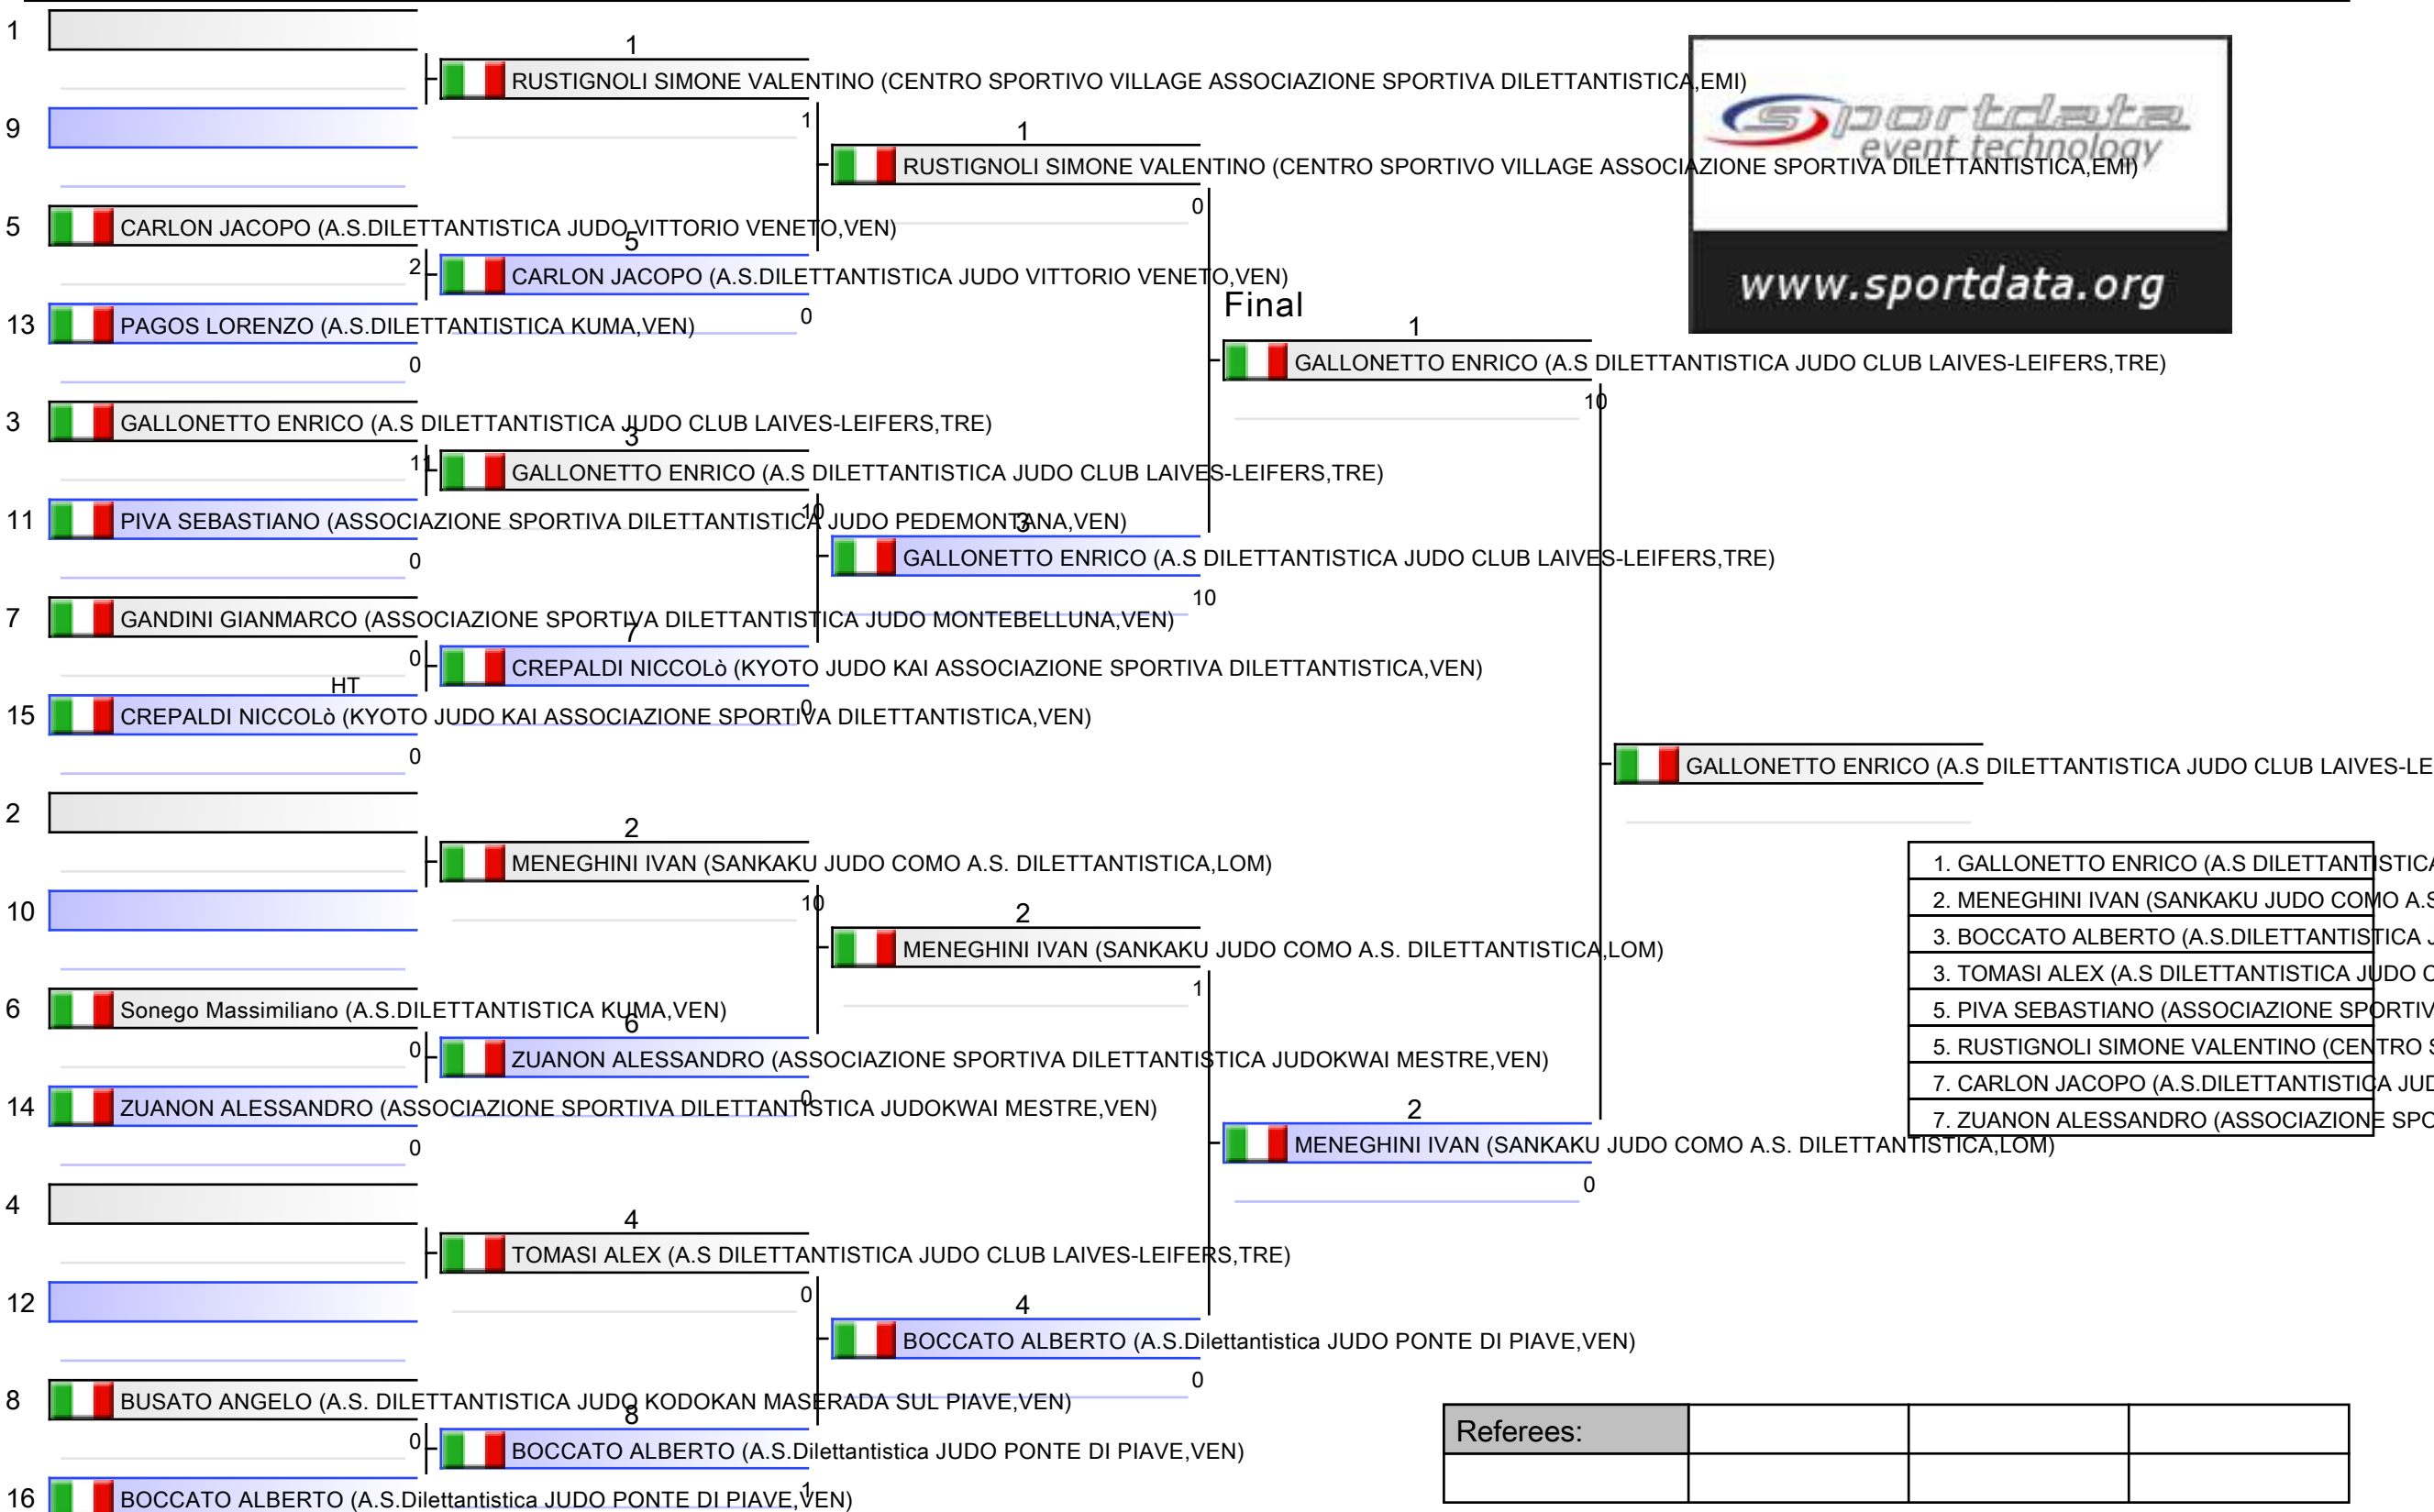 1
1
RUSTIGNOLI SIMONE VALENTINO (CENTRO SPORTIVO VILLAGE ASSOCIAZIONE SPORTIVA DILETTANTISTICA,EMI)
sportdata
event technology
www.sportdata.org
9
1
1
RUSTIGNOLI SIMONE VALENTINO (CENTRO SPORTIVO VILLAGE ASSOCIAZIONE SPORTIVA DILETTANTISTICA,EMI)
0
5
CARLON JACOPO (A.S.DILETTANTISTICA JUDO VITTORIO VENETO,VEN)
5
2
CARLON JACOPO (A.S.DILETTANTISTICA JUDO VITTORIO VENETO,VEN)
0
13
PAGOS LORENZO (A.S.DILETTANTISTICA KUMA,VEN)
0
Final
1
GALLONETTO ENRICO (A.S DILETTANTISTICA JUDO CLUB LAIVES-LEIFERS,TRE)
10
3
GALLONETTO ENRICO (A.S DILETTANTISTICA JUDO CLUB LAIVES-LEIFERS,TRE)
3
11
GALLONETTO ENRICO (A.S DILETTANTISTICA JUDO CLUB LAIVES-LEIFERS,TRE)
10
11
PIVA SEBASTIANO (ASSOCIAZIONE SPORTIVA DILETTANTISTICA JUDO PEDEMONTANA,VEN)
0
3
GALLONETTO ENRICO (A.S DILETTANTISTICA JUDO CLUB LAIVES-LEIFERS,TRE)
10
7
GANDINI GIANMARCO (ASSOCIAZIONE SPORTIVA DILETTANTISTICA JUDO MONTEBELLUNA,VEN)
7
0
CREPALDI NICCOLò (KYOTO JUDO KAI ASSOCIAZIONE SPORTIVA DILETTANTISTICA,VEN)
0
HT
15
CREPALDI NICCOLò (KYOTO JUDO KAI ASSOCIAZIONE SPORTIVA DILETTANTISTICA,VEN)
0
GALLONETTO ENRICO (A.S DILETTANTISTICA JUDO CLUB LAIVES-LE
2
2
MENEGHINI IVAN (SANKAKU JUDO COMO A.S. DILETTANTISTICA,LOM)
10
10
2
MENEGHINI IVAN (SANKAKU JUDO COMO A.S. DILETTANTISTICA,LOM)
1
6
Sonego Massimiliano (A.S.DILETTANTISTICA KUMA,VEN)
6
0
ZUANON ALESSANDRO (ASSOCIAZIONE SPORTIVA DILETTANTISTICA JUDOKWAI MESTRE,VEN)
0
14
ZUANON ALESSANDRO (ASSOCIAZIONE SPORTIVA DILETTANTISTICA JUDOKWAI MESTRE,VEN)
0
2
MENEGHINI IVAN (SANKAKU JUDO COMO A.S. DILETTANTISTICA,LOM)
0
1. GALLONETTO ENRICO (A.S DILETTANTISTICA
2. MENEGHINI IVAN (SANKAKU JUDO COMO A.S
3. BOCCATO ALBERTO (A.S.DILETTANTISTICA J
3. TOMASI ALEX (A.S DILETTANTISTICA JUDO C
5. PIVA SEBASTIANO (ASSOCIAZIONE SPORTIV
5. RUSTIGNOLI SIMONE VALENTINO (CENTRO S
7. CARLON JACOPO (A.S.DILETTANTISTICA JUD
7. ZUANON ALESSANDRO (ASSOCIAZIONE SPO
4
4
TOMASI ALEX (A.S DILETTANTISTICA JUDO CLUB LAIVES-LEIFERS,TRE)
0
12
4
BOCCATO ALBERTO (A.S.Dilettantistica JUDO PONTE DI PIAVE,VEN)
0
8
BUSATO ANGELO (A.S. DILETTANTISTICA JUDO KODOKAN MASERADA SUL PIAVE,VEN)
8
0
BOCCATO ALBERTO (A.S.Dilettantistica JUDO PONTE DI PIAVE,VEN)
1
16
BOCCATO ALBERTO (A.S.Dilettantistica JUDO PONTE DI PIAVE,VEN)
Referees: